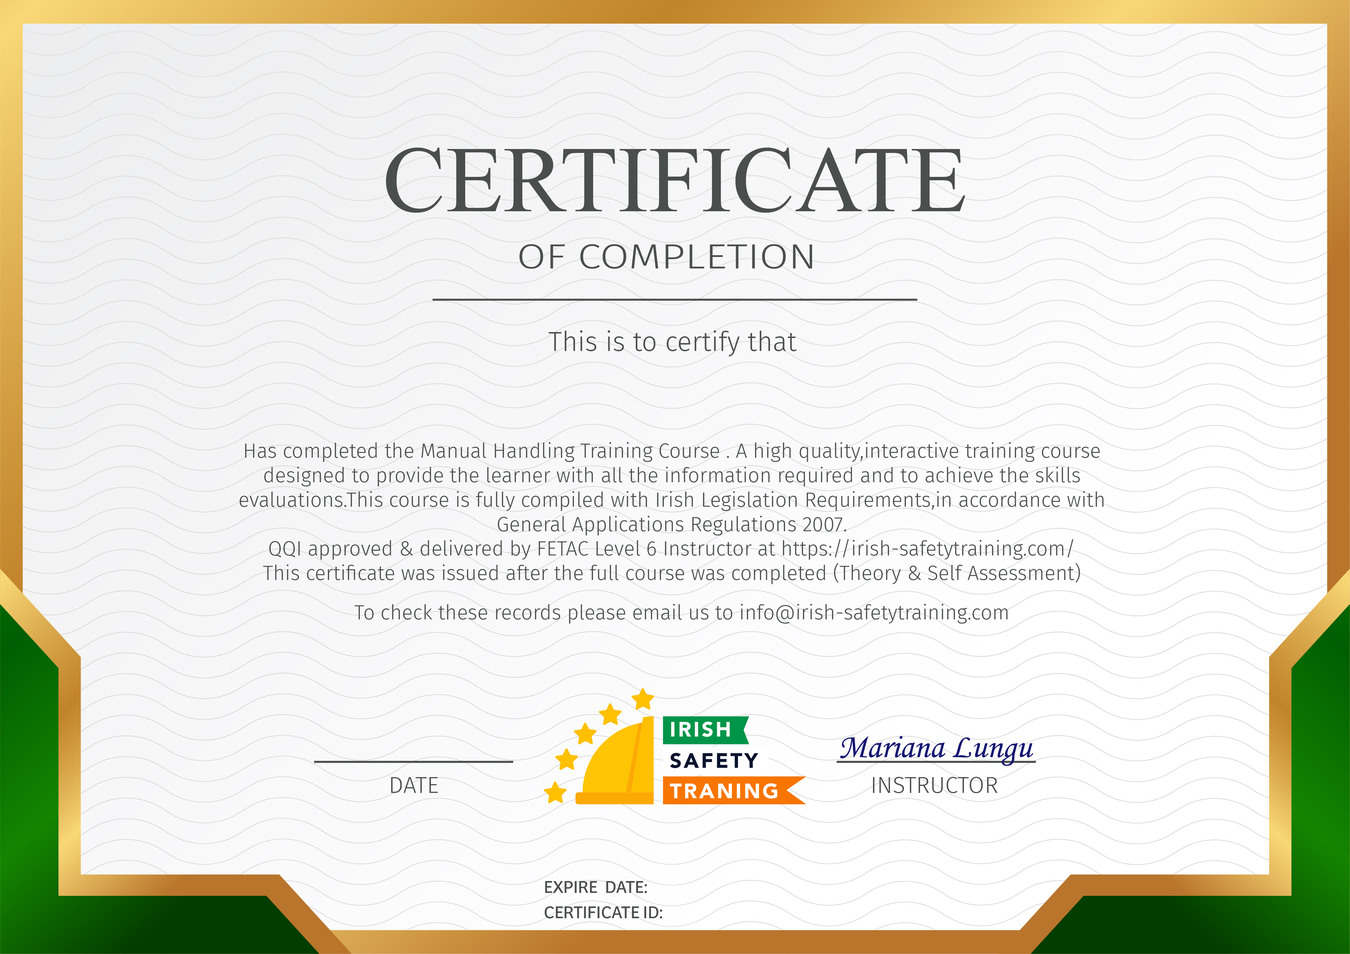 CERTIFICATE
OF COMPLETION
This is to certify that
Has completed the Manual Handling Training Course . A high quality,interactive training course
designed to provide the learner with all the information required and to achieve the skills
evaluations.This course is fully compiled with Irish Legislation Requirements,in accordance with
General Applications Regulations 2007.
QQI approved & delivered by FETAC Level 6 Instructor at https://irish-safetytraining.com/
This certificate was issued after the full course was completed (Theory & Self Assessment)
To check these records please email us to info@irish-safetytraining.com
IRISH
SAFETY
TRANING
Mariana Lungu
DATE
INSTRUCTOR
EXPIRE DATE:
CERTIFICATE ID: